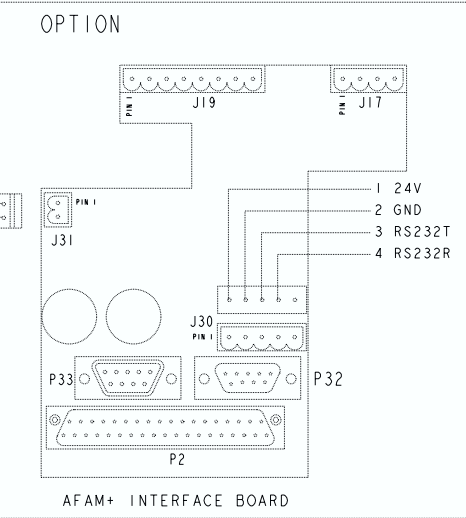 OPTION
PIN 1
J19
PIN 1
J17
1 24V
PIN 1
2 GND
3 RS232T
J31
4 RS232R
J30
PIN 1
P33
P32
P2
AFAM+ INTERFACE BOARD